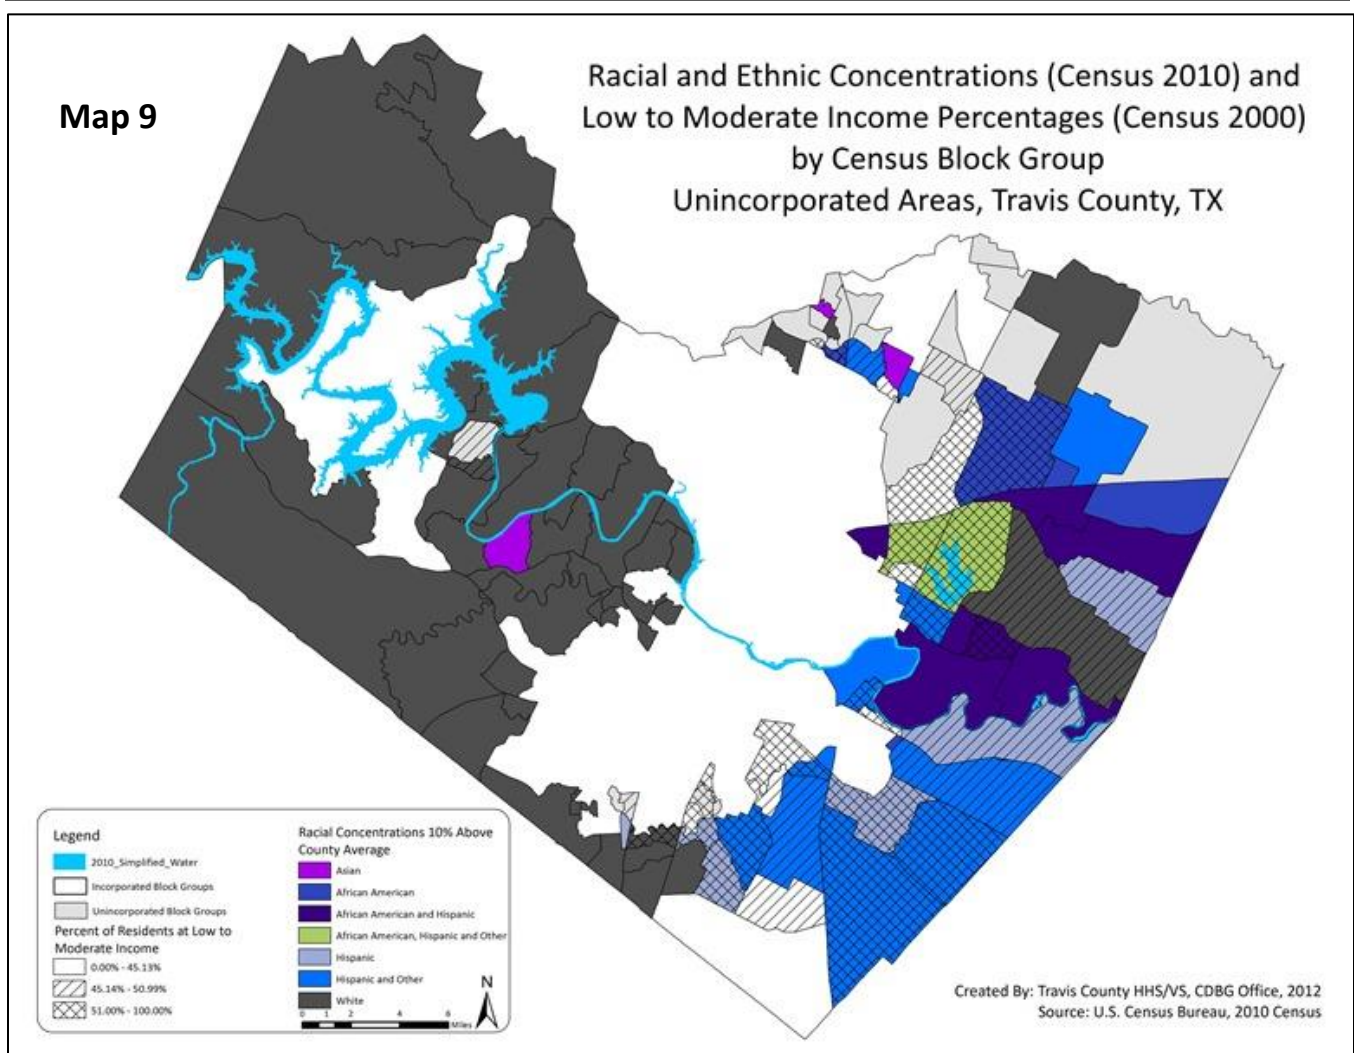 Map 9
Racial and Ethnic Concentrations (Census 2010) and
Low to Moderate Income Percentages (Census 2000)
by Census Block Group
Unincorporated Areas, Travis County, TX
Legend
2010_Simplified_Water
Incorporated Block Groups
Unincorporated Block Groups
Percent of Residents at Low to
Moderate Income
0.00% - 45.13%
45.14% - 50.99%
51.00% - 100.00%
Racial Concentrations 10% Above
County Average
Asian
African American
African American and Hispanic
African American, Hispanic and Other
Hispanic
Hispanic and Other
White
N
0 1 2 4 6
Miles
Created By: Travis County HHS/VS, CDBG Office, 2012
Source: U.S. Census Bureau, 2010 Census